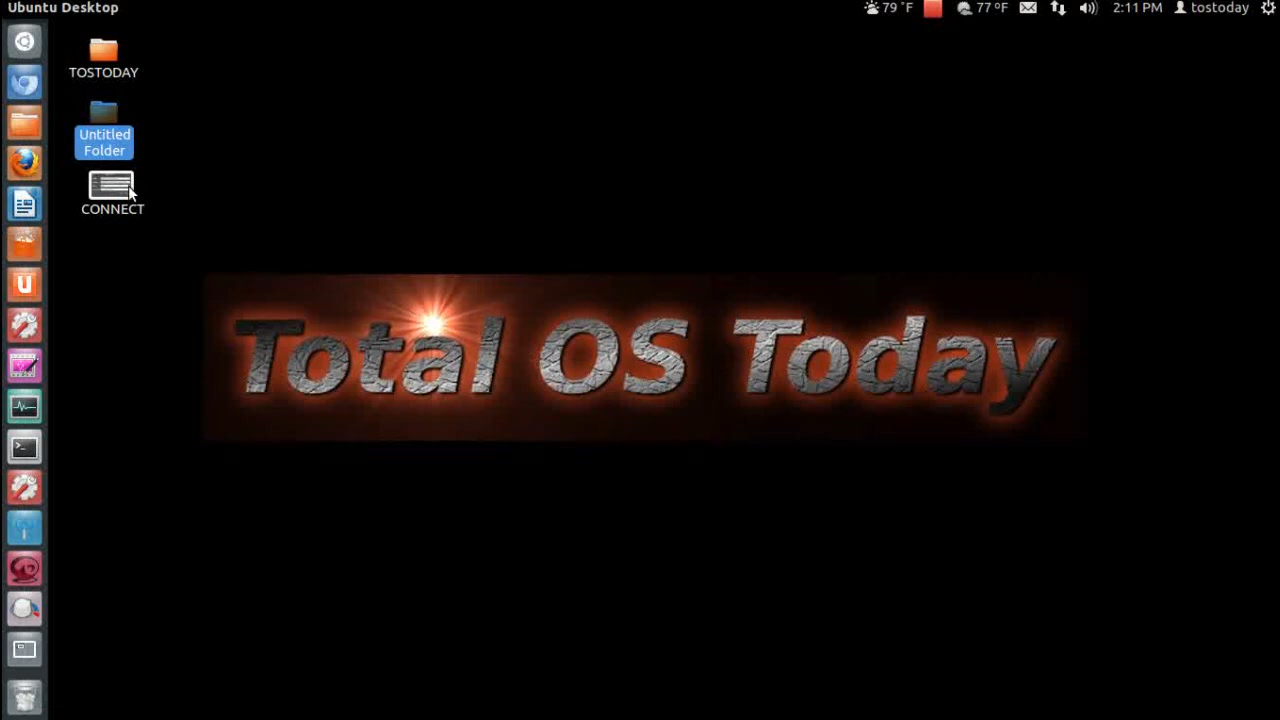 Ubuntu Desktop
79 °F
77 °F
2:11 PM
tostoday
TOSTODAY
Untitled
Folder
CONNECT
Total OS Today